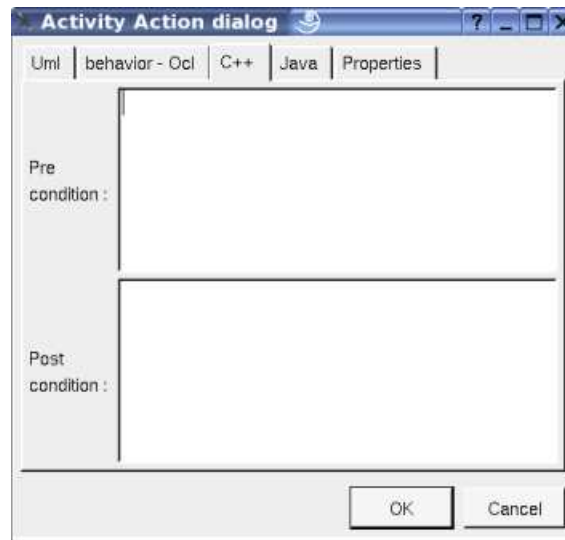 Activity Action dialog
Uml behavior - Ocl C++ Java Properties
Pre
condition :
Post
condition :
OK Cancel